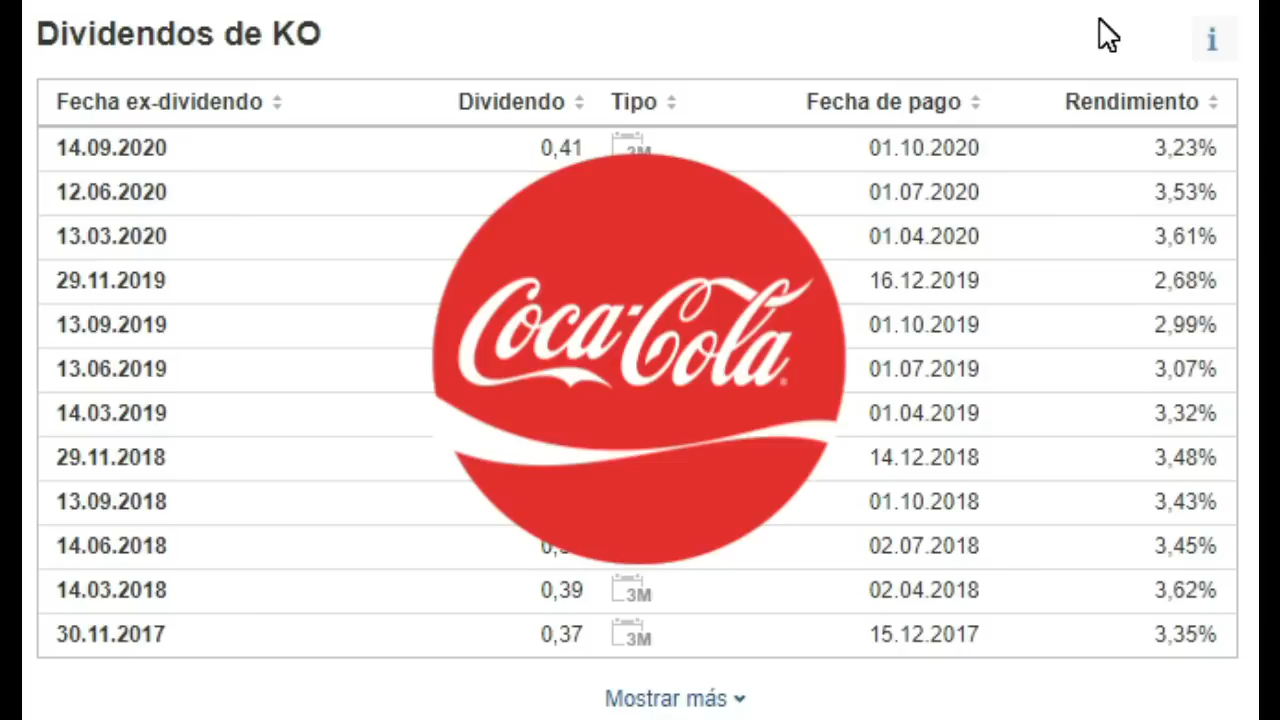 Dividendos de KO
i
Fecha ex-dividendo Dividendo Tipo Fecha de pago Rendimiento
14.09.2020 0,41 3M 01.10.2020 3,23%
12.06.2020 01.07.2020 3,53%
13.03.2020 01.04.2020 3,61%
29.11.2019 16.12.2019 2,68%
13.09.2019 01.10.2019 2,99%
13.06.2019 01.07.2019 3,07%
14.03.2019 01.04.2019 3,32%
29.11.2018 14.12.2018 3,48%
13.09.2018 01.10.2018 3,43%
14.06.2018 02.07.2018 3,45%
14.03.2018 0,39 3M 02.04.2018 3,62%
30.11.2017 0,37 3M 15.12.2017 3,35%
Coca-Cola®
Mostrar más